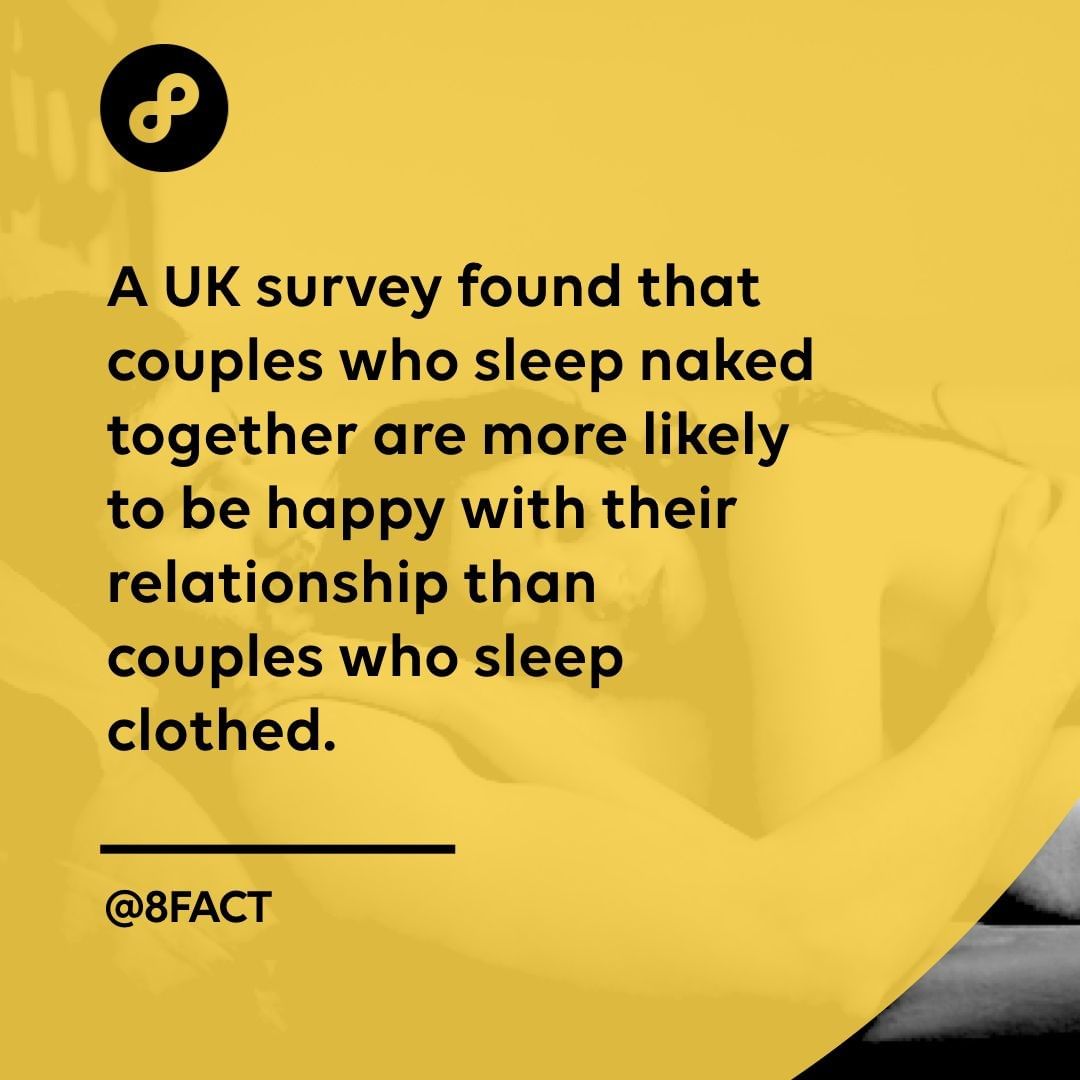 A UK survey found that
couples who sleep naked
together are more likely
to be happy with their
relationship than
couples who sleep
clothed.
@8FACT